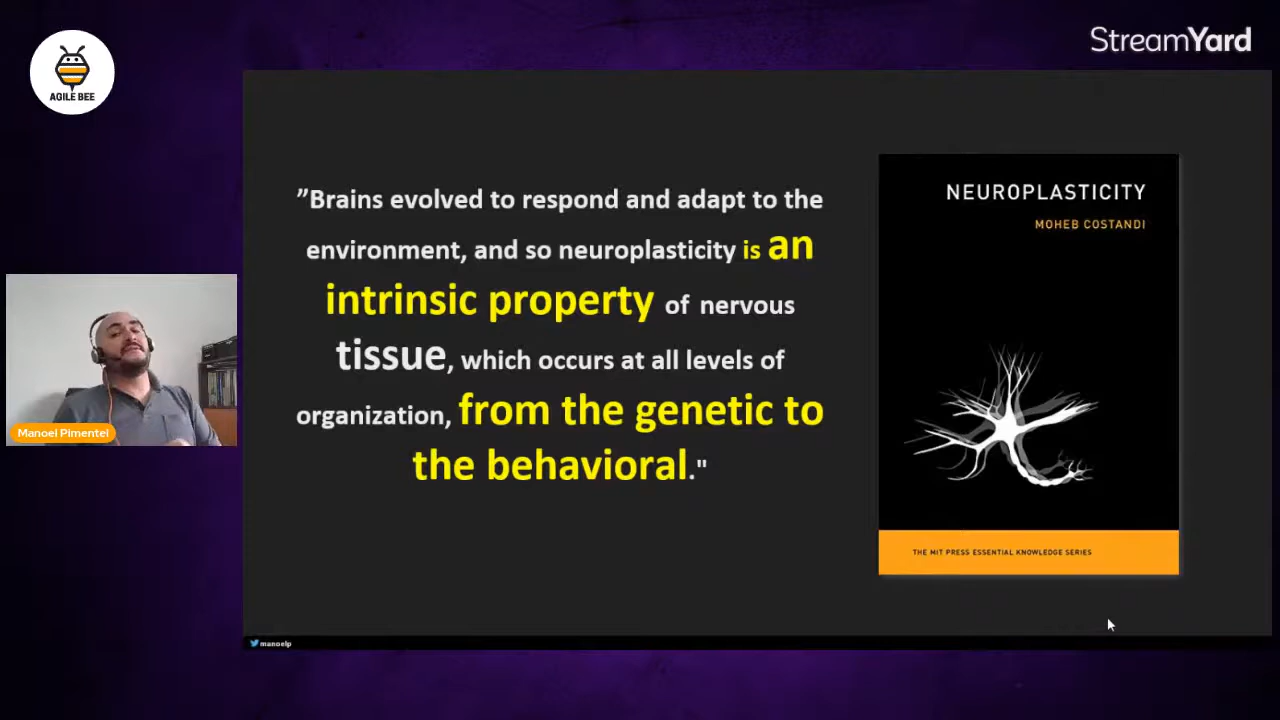 AGILE BEE
StreamYard
"Brains evolved to respond and adapt to the
environment, and so neuroplasticity is an
intrinsic property of nervous
tissue, which occurs at all levels of
organization, from the genetic to
the behavioral."
NEUROPLASTICITY
MOHEB COSTANDI
THE MIT PRESS ESSENTIAL KNOWLEDGE SERIES
Manoel Pimentel
manoelp